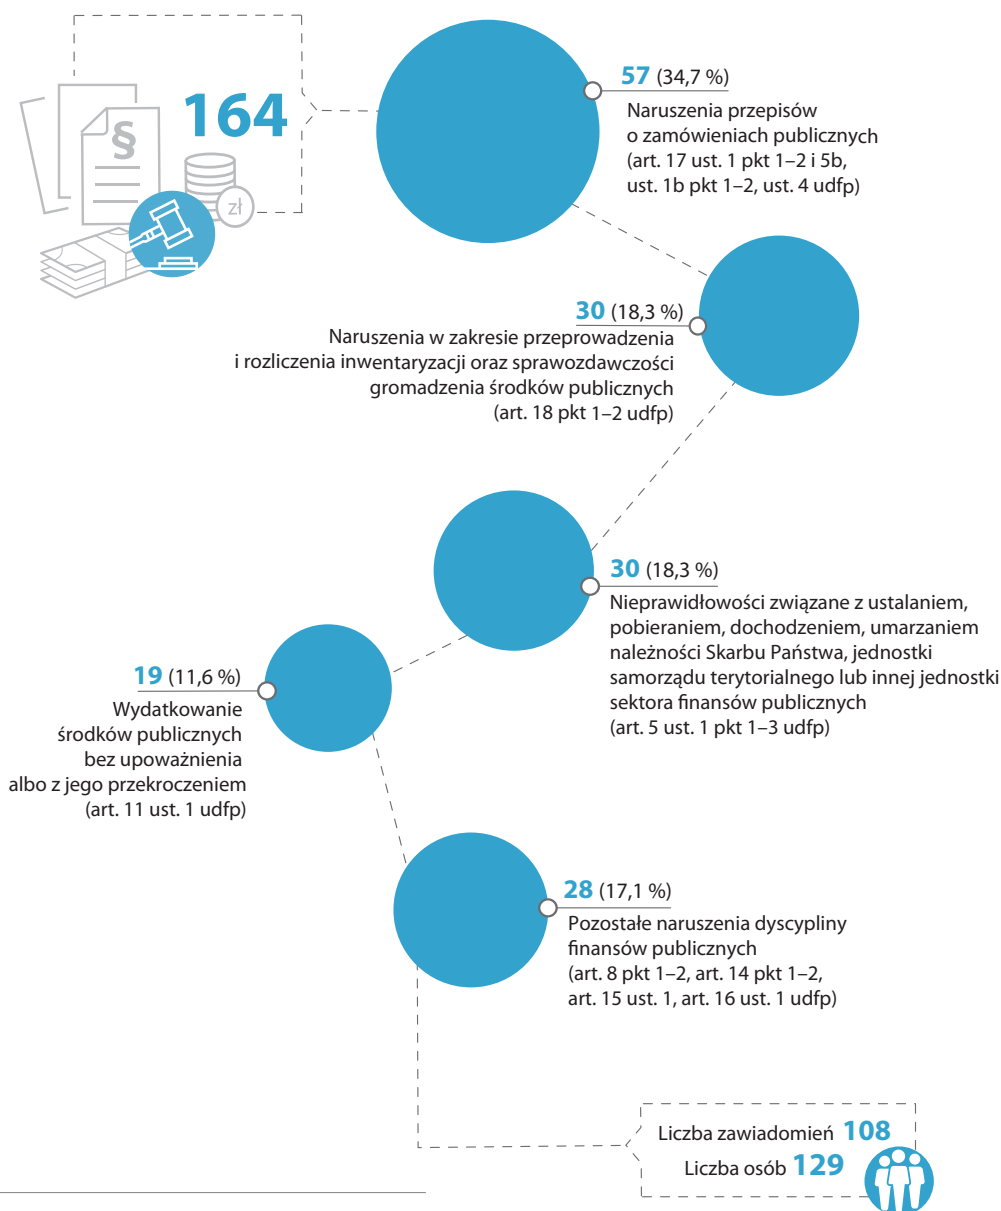 164
§
zł
57 (34,7 %)
Naruszenia przepisów
o zamówieniach publicznych
(art. 17 ust. 1 pkt 1–2 i 5b,
ust. 1b pkt 1–2, ust. 4 udfp)
30 (18,3 %)
Naruszenia w zakresie przeprowadzenia
i rozliczenia inwentaryzacji oraz sprawozdawczości
gromadzenia środków publicznych
(art. 18 pkt 1–2 udfp)
30 (18,3 %)
Nieprawidłowości związane z ustalaniem,
pobieraniem, dochodzeniem, umarzaniem
należności Skarbu Państwa, jednostki
samorządu terytorialnego lub innej jednostki
sektora finansów publicznych
(art. 5 ust. 1 pkt 1–3 udfp)
19 (11,6 %)
Wydatkowanie
środków publicznych
bez upoważnienia
albo z jego przekroczeniem
(art. 11 ust. 1 udfp)
28 (17,1 %)
Pozostałe naruszenia dyscypliny
finansów publicznych
(art. 8 pkt 1–2, art. 14 pkt 1–2,
art. 15 ust. 1, art. 16 ust. 1 udfp)
Liczba zawiadomień 108
Liczba osób 129